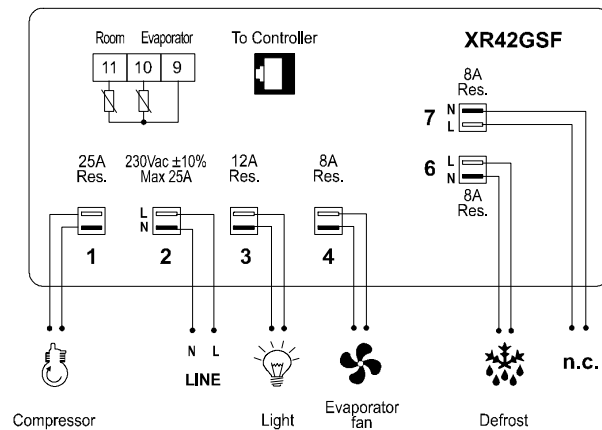 Room Evaporator
11 10 9
To Controller
XR42GSF
8A
Res.
7 N
L
6 L
N
8A
Res.
25A
Res.
230Vac ±10%
Max 25A
12A
Res.
8A
Res.
L
N
1 2 3 4
N L
LINE
n.c.
Compressor
Light
Evaporator
fan
Defrost